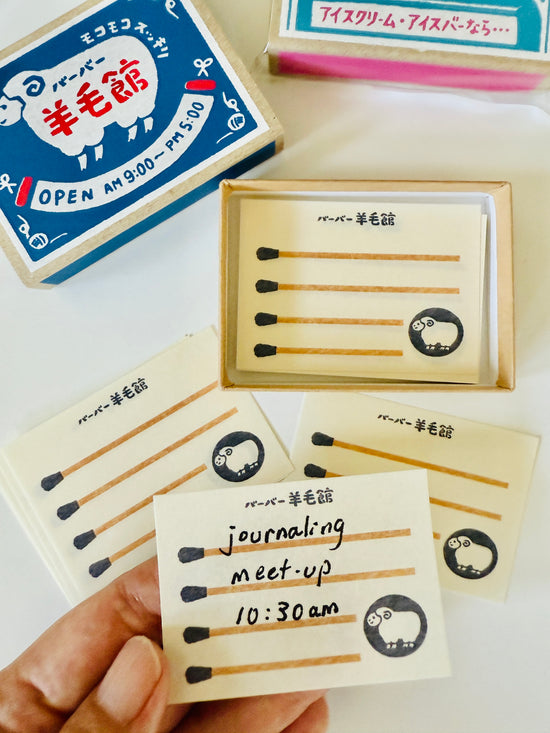 モコモコ スッキリ
バーバー
羊毛館
OPEN AM 9:00〜PM 5:00
アイスクリーム・アイスバーなら…
バーバー 羊毛館
バーバー 羊毛館
バーバー 羊毛館
バーバー 羊毛館
journaling
meet-up
10:30am